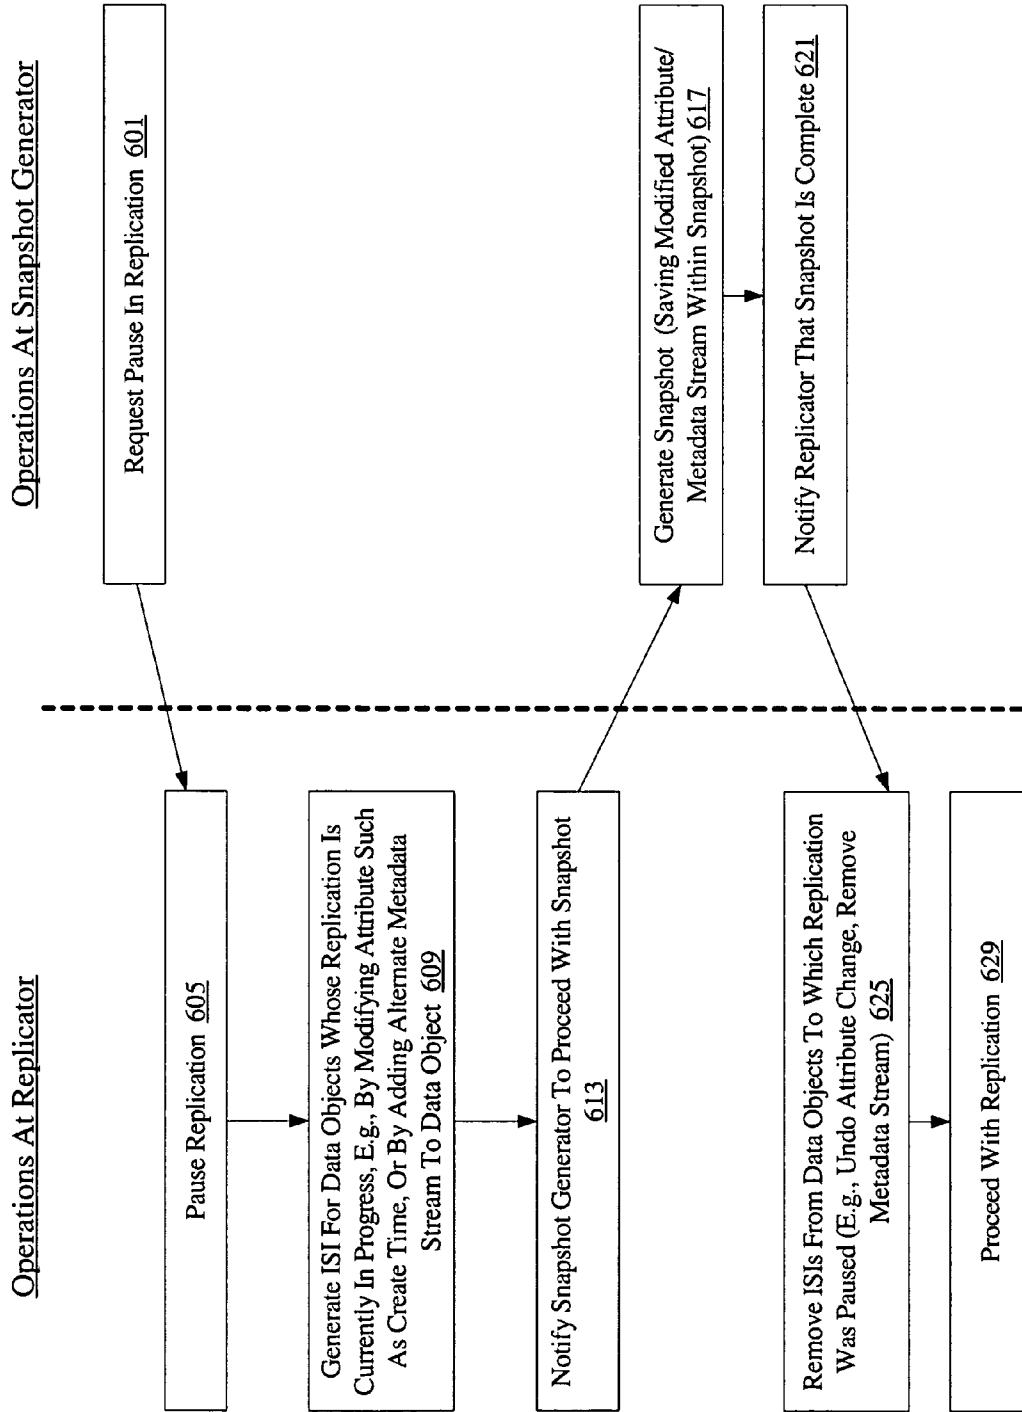 Operations At Replicator
Operations At Snapshot Generator
Request Pause In Replication 601
Pause Replication 605
Generate ISI For Data Objects Whose Replication Is
Currently In Progress, E.g., By Modifying Attribute Such
As Create Time, Or By Adding Alternate Metadata
Stream To Data Object 609
Notify Snapshot Generator To Proceed With Snapshot
613
Generate Snapshot (Saving Modified Attribute/
Metadata Stream Within Snapshot) 617
Notify Replicator That Snapshot Is Complete 621
Remove ISIs From Data Objects To Which Replication
Was Paused (E.g., Undo Attribute Change, Remove
Metadata Stream) 625
Proceed With Replication 629